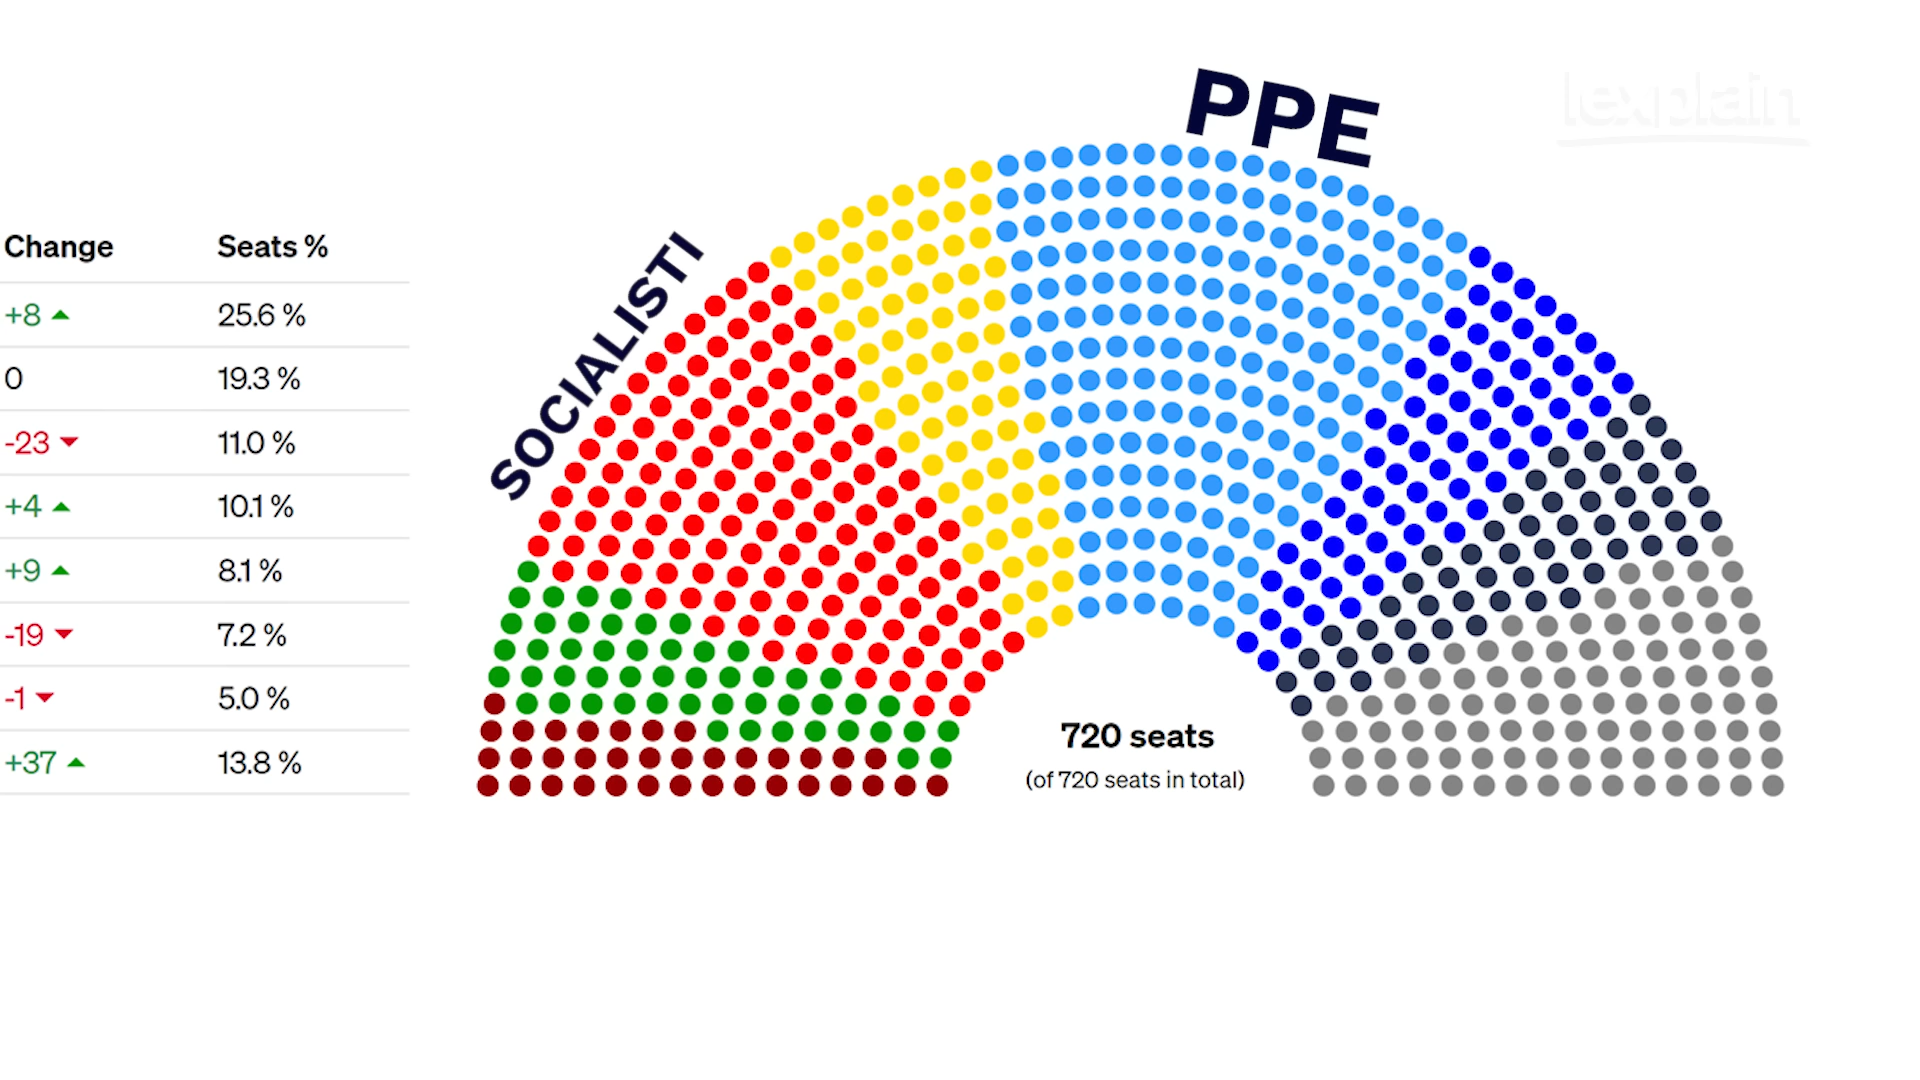 lexplain
PPE
SOCIALISTI
Change Seats %
+8 25.6 %
0 19.3 %
-23 11.0 %
+4 10.1 %
+9 8.1 %
-19 7.2 %
-1 5.0 %
+37 13.8 %
720 seats
(of 720 seats in total)